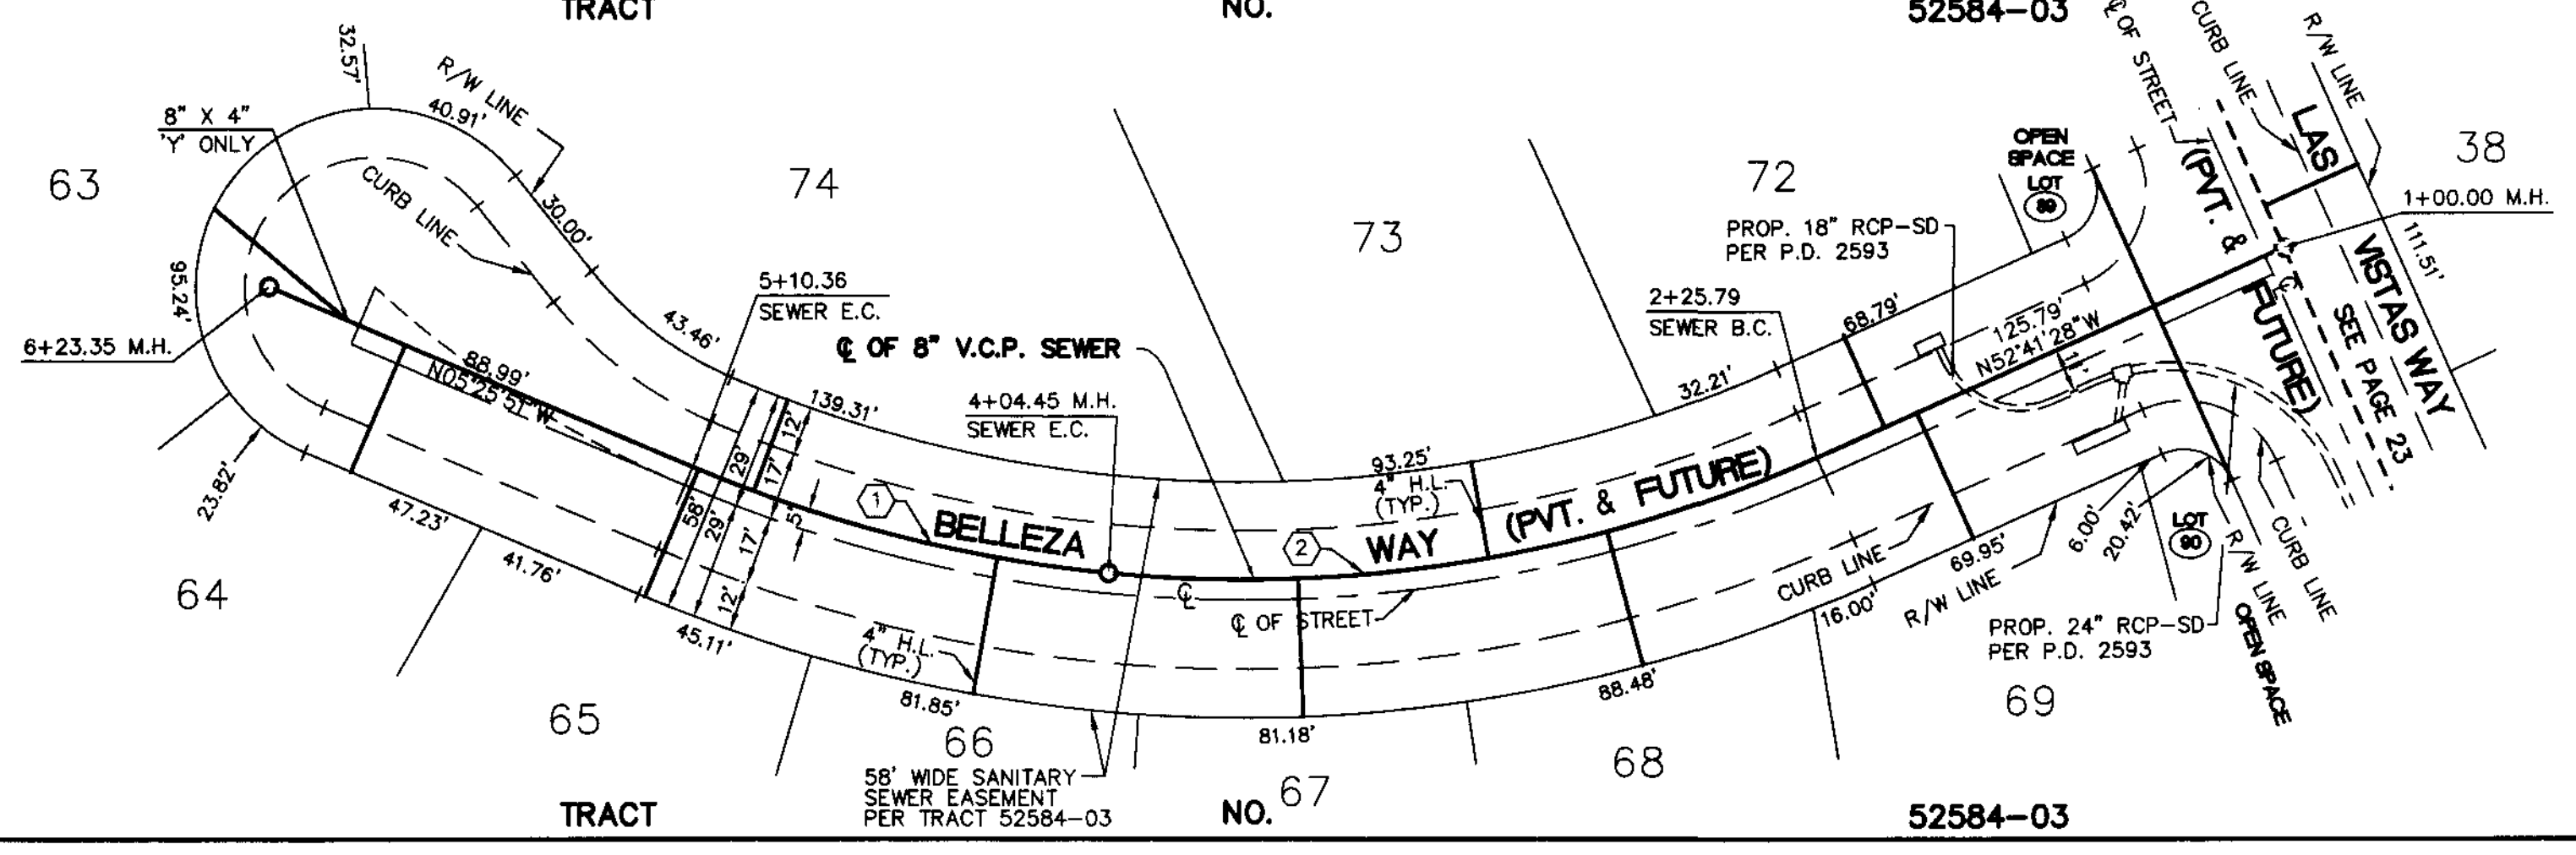 TRACT NO. 52584-03
32.57'
R/W LINE
40.91'
8" X 4"
'Y' ONLY
63
CURB LINE
30.00'
74
73
72
OPEN
SPACE
LOT
89
℄ OF STREET
CURB LINE
R/W LINE
LAS
VISTAS WAY
(PVT. &
FUTURE)
SEE PAGE 23
38
1+00.00 M.H.
111.51'
PROP. 18" RCP-SD
PER P.D. 2593
95.24'
6+23.35 M.H.
43.46'
5+10.36
SEWER E.C.
℄ OF 8" V.C.P. SEWER
2+25.79
SEWER B.C.
68.79'
125.79'
N52°41'28"W
88.99'
N05°25'51"W
139.31'
4+04.45 M.H.
SEWER E.C.
32.21'
93.25'
4" H.L.
(TYP.)
12'
17'
29'
58'
29'
17'
12'
5'
1
BELLEZA
2
WAY
(PVT. & FUTURE)
23.82'
47.23'
41.76'
45.11'
64
℄
℄ OF STREET
CURB LINE
69.95'
16.00'
R/W LINE
6.00'
20.42'
LOT
90
R/W LINE
CURB LINE
OPEN SPACE
PROP. 24" RCP-SD
PER P.D. 2593
4" H.L.
(TYP.)
81.85'
81.18'
88.48'
65
66
67
68
69
58' WIDE SANITARY
SEWER EASEMENT
PER TRACT 52584-03
TRACT NO. 52584-03